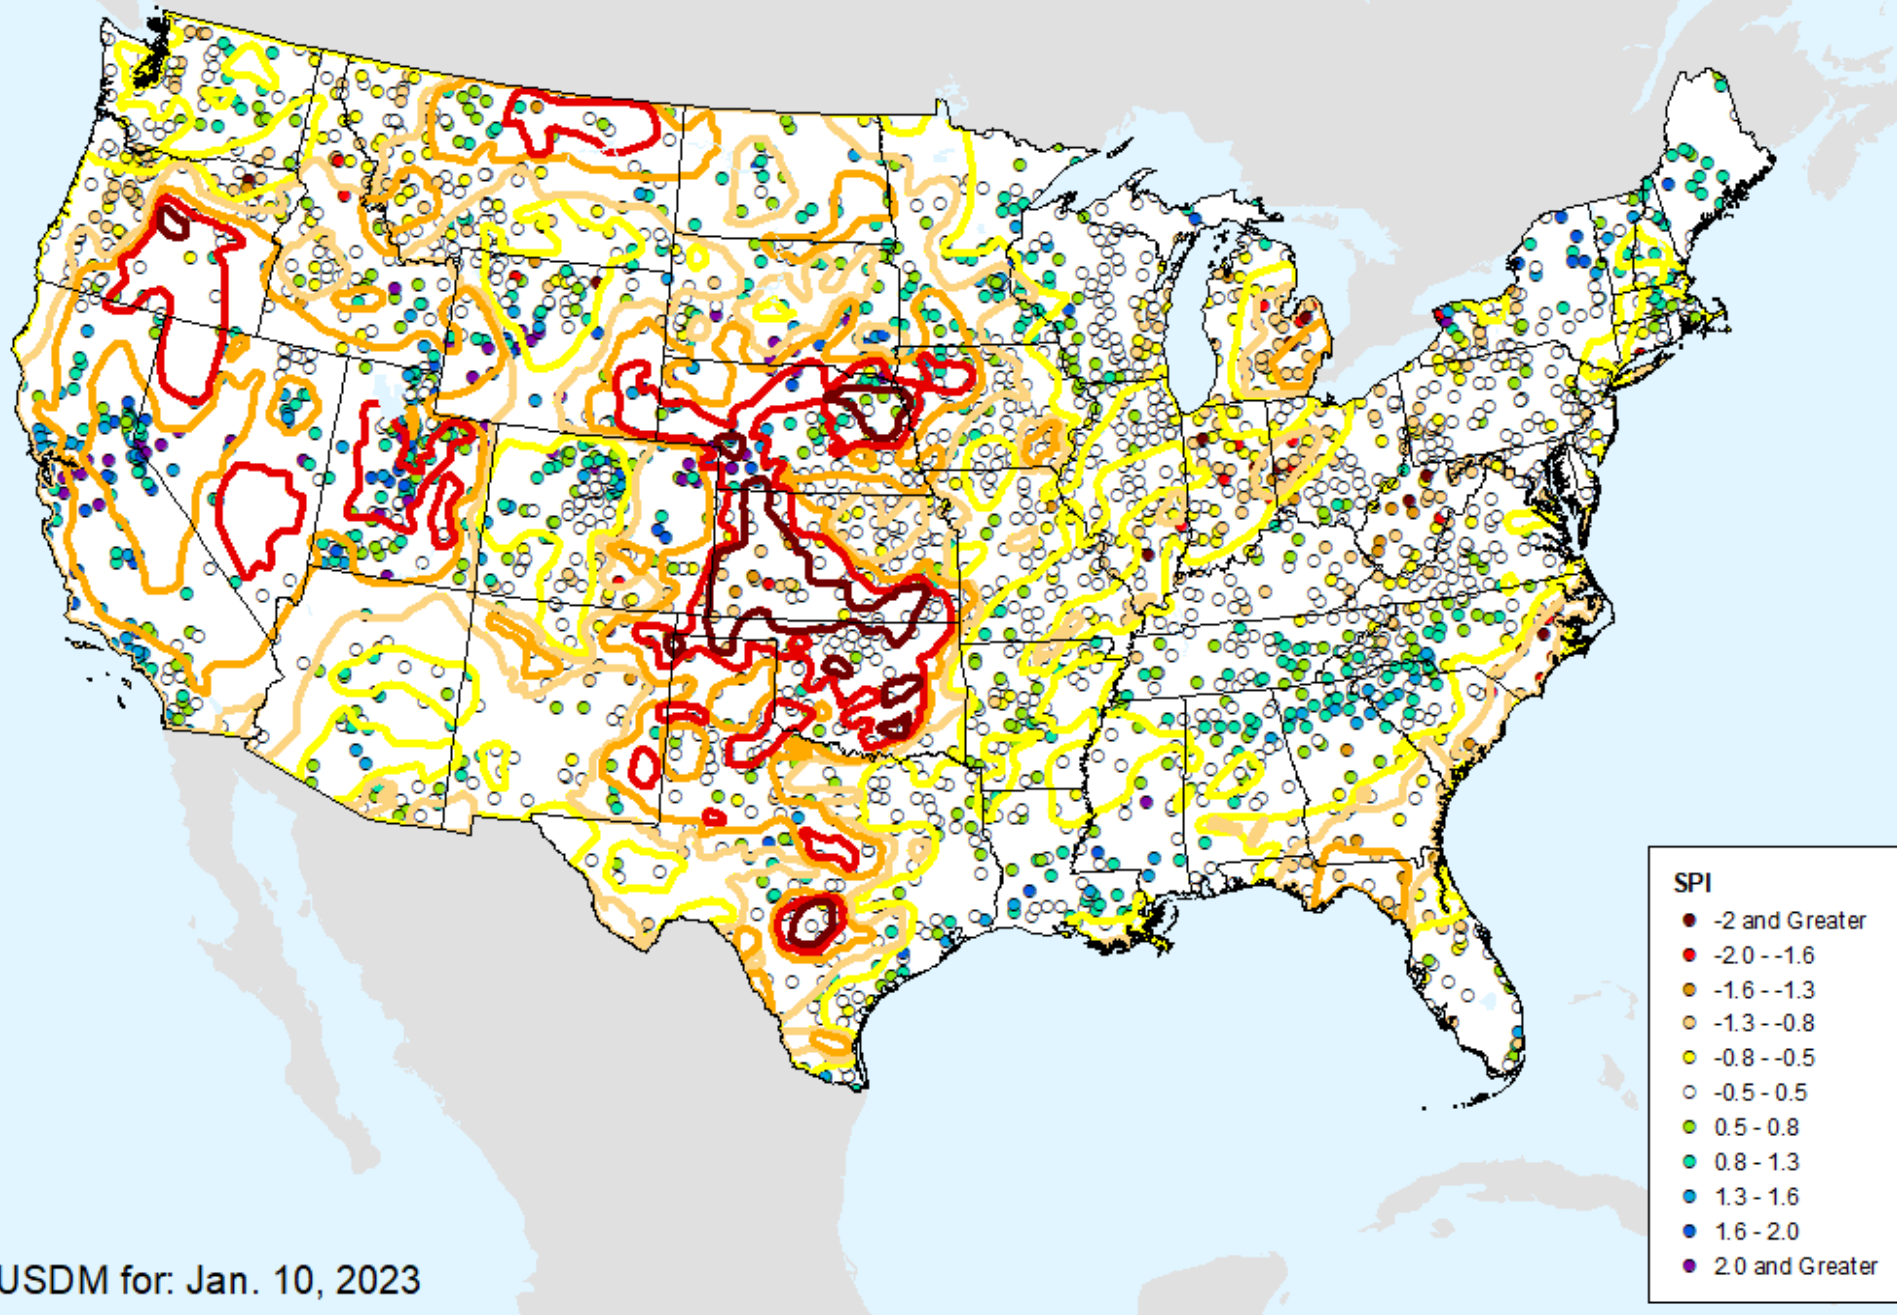 SPI
-2 and Greater
-2.0 - -1.6
-1.6 - -1.3
-1.3 - -0.8
-0.8 - -0.5
-0.5 - 0.5
0.5 - 0.8
0.8 - 1.3
1.3 - 1.6
1.6 - 2.0
2.0 and Greater
USDM for: Jan. 10, 2023